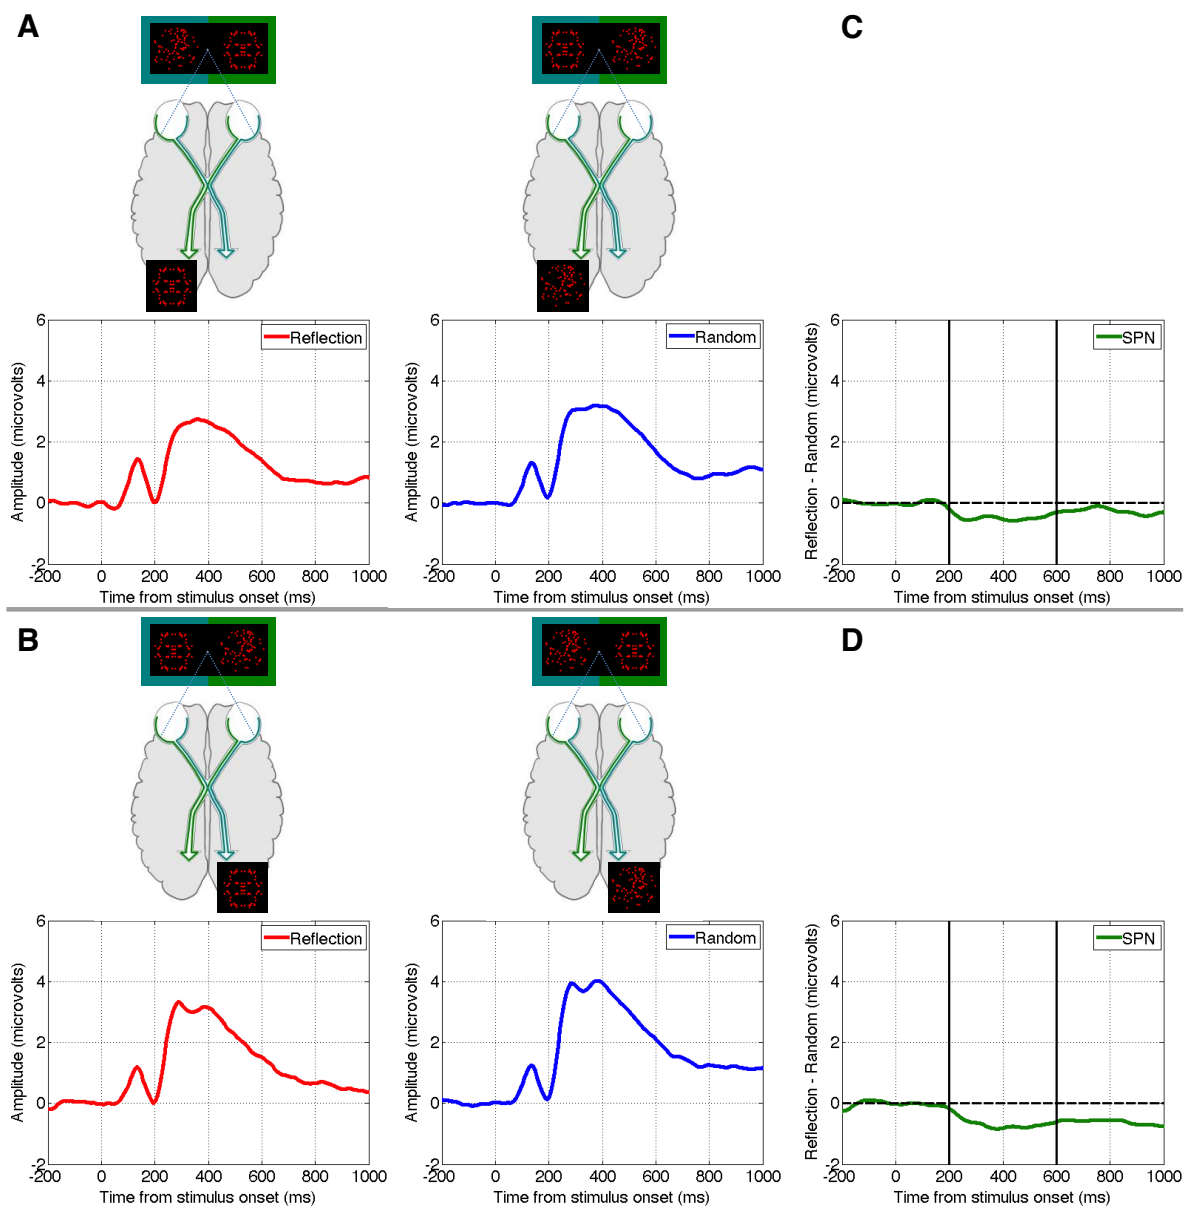 A
C
Reflection
Random
SPN
6
4
2
0
-2
Amplitude (microvolts)
-200 0 200 400 600 800 1000
Time from stimulus onset (ms)
6
4
2
0
-2
Amplitude (microvolts)
-200 0 200 400 600 800 1000
Time from stimulus onset (ms)
6
4
2
0
-2
Reflection - Random (microvolts)
-200 0 200 400 600 800 1000
Time from stimulus onset (ms)
B
D
Reflection
Random
SPN
6
4
2
0
-2
Amplitude (microvolts)
-200 0 200 400 600 800 1000
Time from stimulus onset (ms)
6
4
2
0
-2
Amplitude (microvolts)
-200 0 200 400 600 800 1000
Time from stimulus onset (ms)
6
4
2
0
-2
Reflection - Random (microvolts)
-200 0 200 400 600 800 1000
Time from stimulus onset (ms)